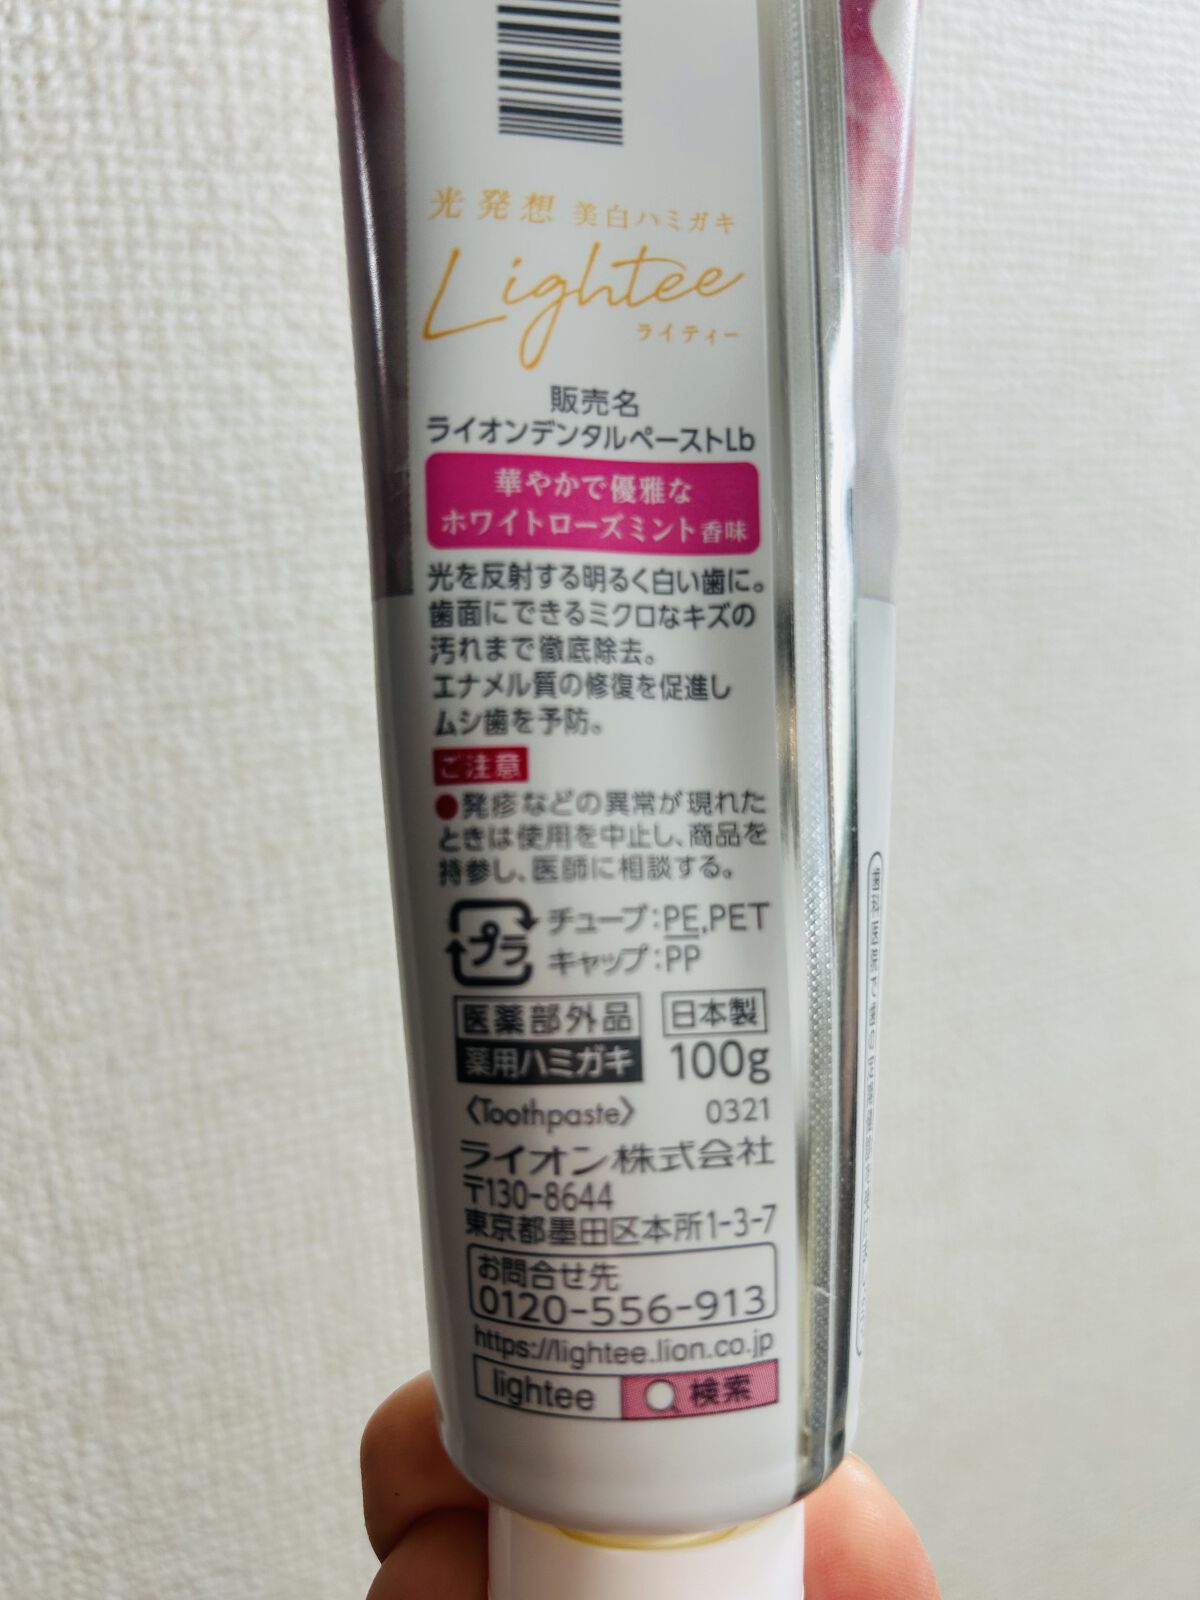 光発想 美白ハミガキ
Lightee
ライティー
販売名
ライオンデンタルペーストLb
華やかで優雅な
ホワイトローズミント香味
光を反射する明るく白い歯に。
歯面にできるミクロなキズの
汚れまで徹底除去。
エナメル質の修復を促進し
ムシ歯を予防。
ご注意
●発疹などの異常が現れた
ときは使用を中止し、商品を
持参し、医師に相談する。
プラ チューブ:PE,PET
キャップ:PP
医薬部外品 日本製
薬用ハミガキ 100g
〈Toothpaste〉 0321
ライオン株式会社
〒130-8644
東京都墨田区本所1-3-7
お問合せ先
0120-556-913
https://lightee.lion.co.jp
lightee 検索